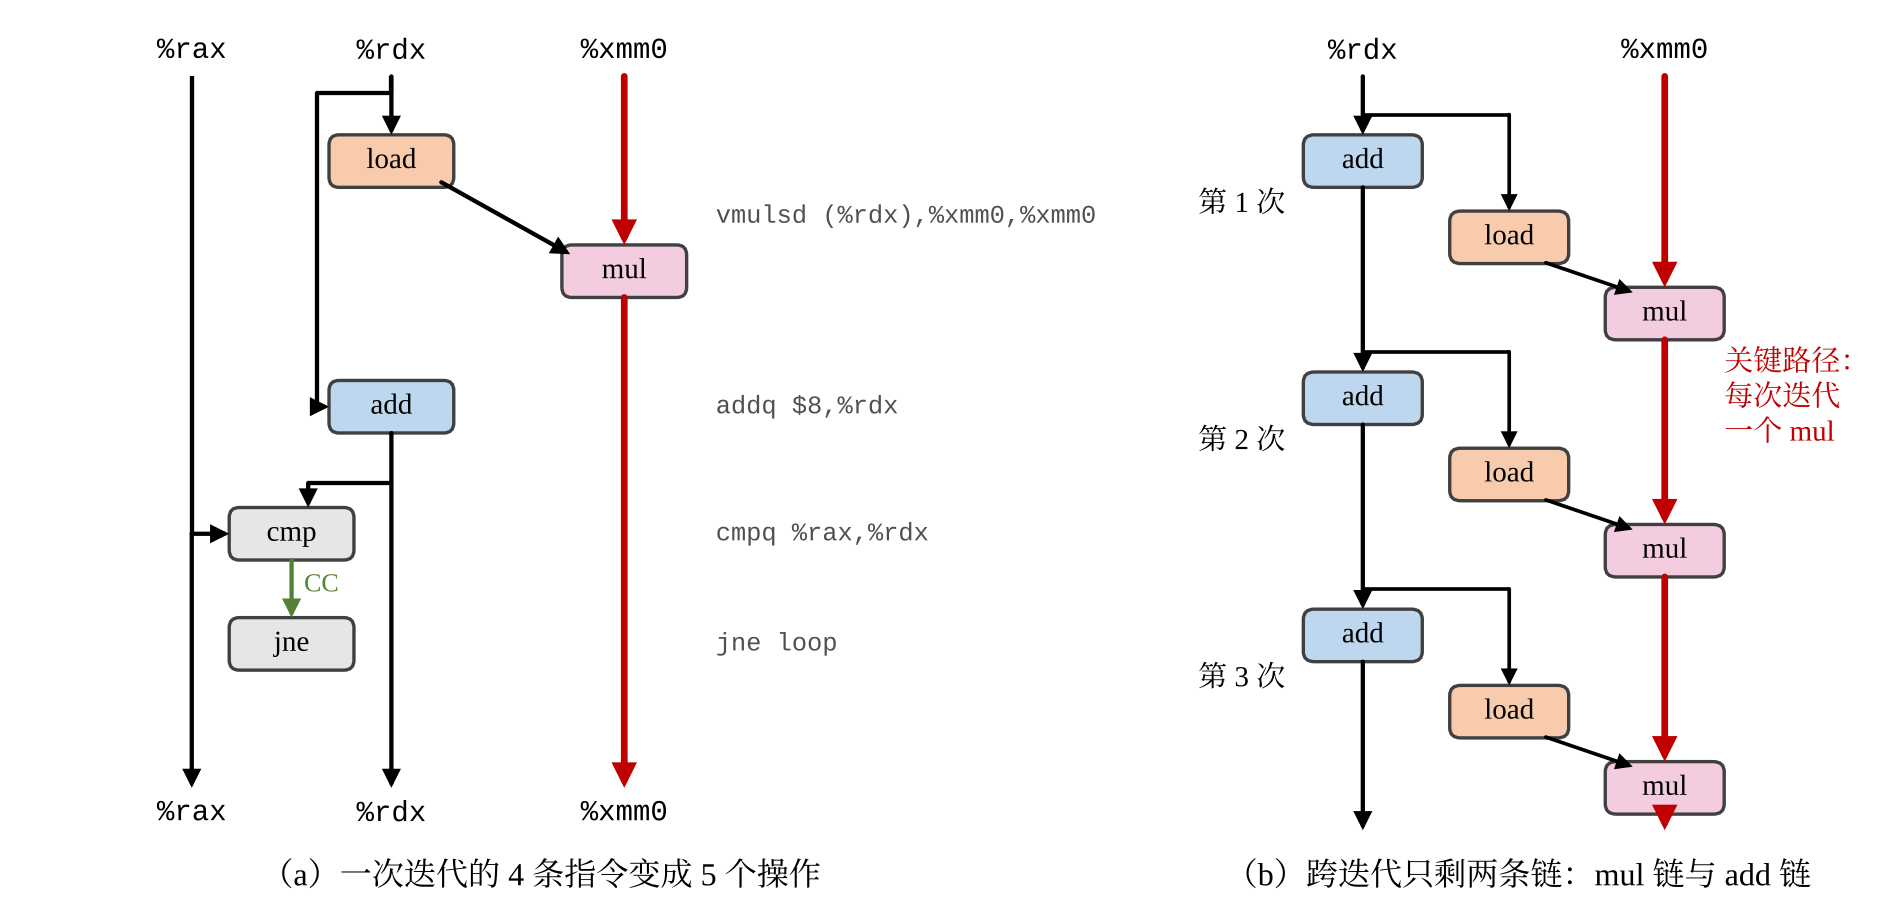 %rax %rdx %xmm0
load
vmulsd (%rdx),%xmm0,%xmm0
mul
add
addq $8,%rdx
cmp
cmpq %rax,%rdx
CC
jne
jne loop
%rax %rdx %xmm0
(a)一次迭代的 4 条指令变成 5 个操作
%rdx %xmm0
add
第 1 次
load
mul
关键路径:
每次迭代
一个 mul
add
第 2 次
load
mul
add
第 3 次
load
mul
(b)跨迭代只剩两条链:mul 链与 add 链